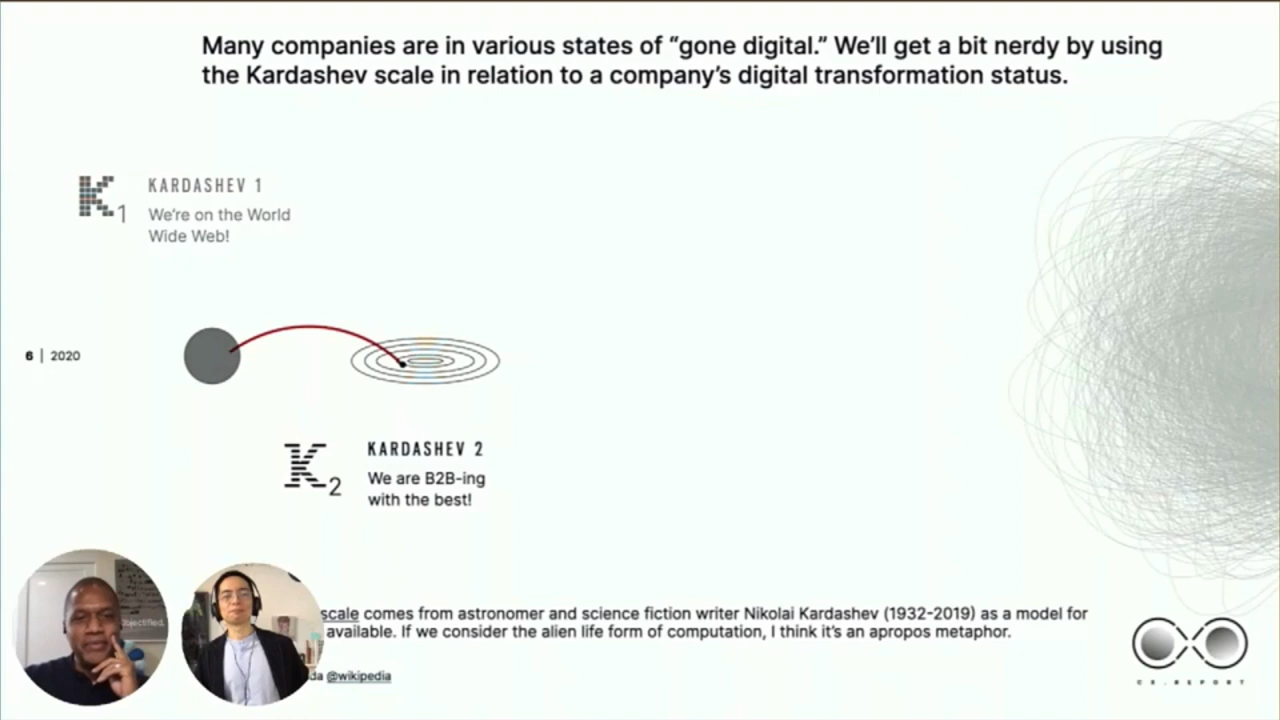 Many companies are in various states of “gone digital.” We’ll get a bit nerdy by using
the Kardashev scale in relation to a company’s digital transformation status.
K1
KARDASHEV 1
We’re on the World
Wide Web!
6 | 2020
K2
KARDASHEV 2
We are B2B-ing
with the best!
Objectified.
scale comes from astronomer and science fiction writer Nikolai Kardashev (1932-2019) as a model for
available. If we consider the alien life form of computation, I think it’s an apropos metaphor.
da @wikipedia
CX.REPORT